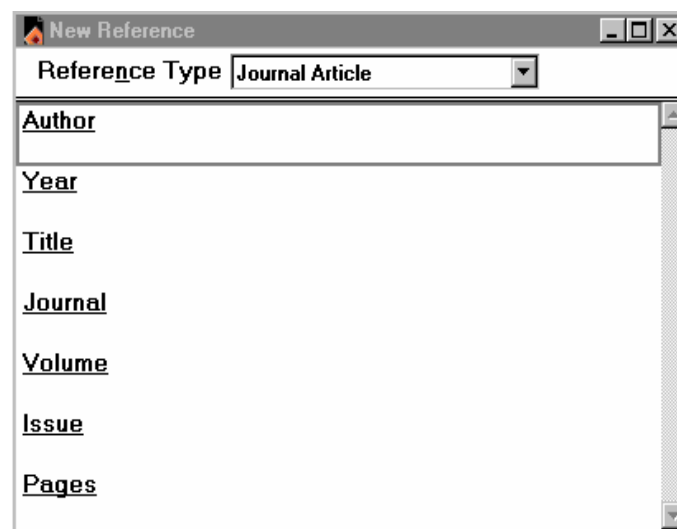 New Reference
Reference Type Journal Article
Author
Year
Title
Journal
Volume
Issue
Pages